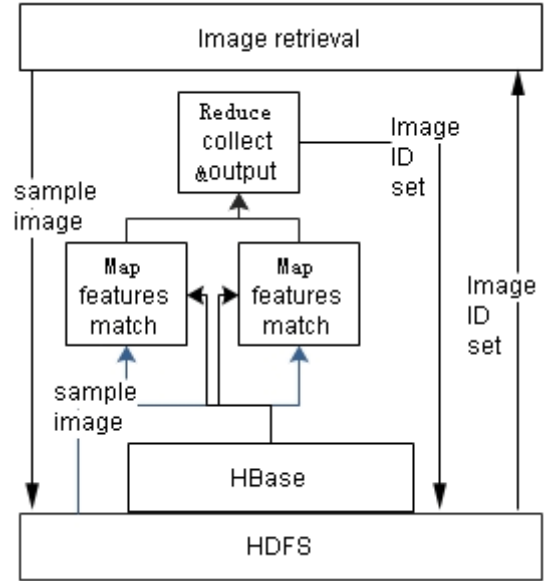 Image retrieval
Reduce
collect
&output
Image
ID
set
sample
image
Map
features
match
Map
features
match
Image
ID
set
sample
image
HBase
HDFS